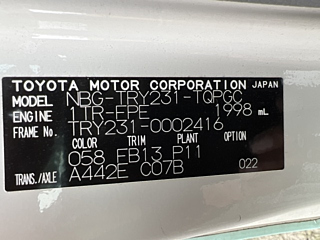 TOYOTA MOTOR CORPORATION JAPAN
MODEL NBG-TRY231-TQPGC
ENGINE 1TR-EPE 1998 mL
FRAME No. TRY231-0002416
COLOR TRIM PLANT OPTION
058 FB13 P11
TRANS./AXLE A442E C07B 022